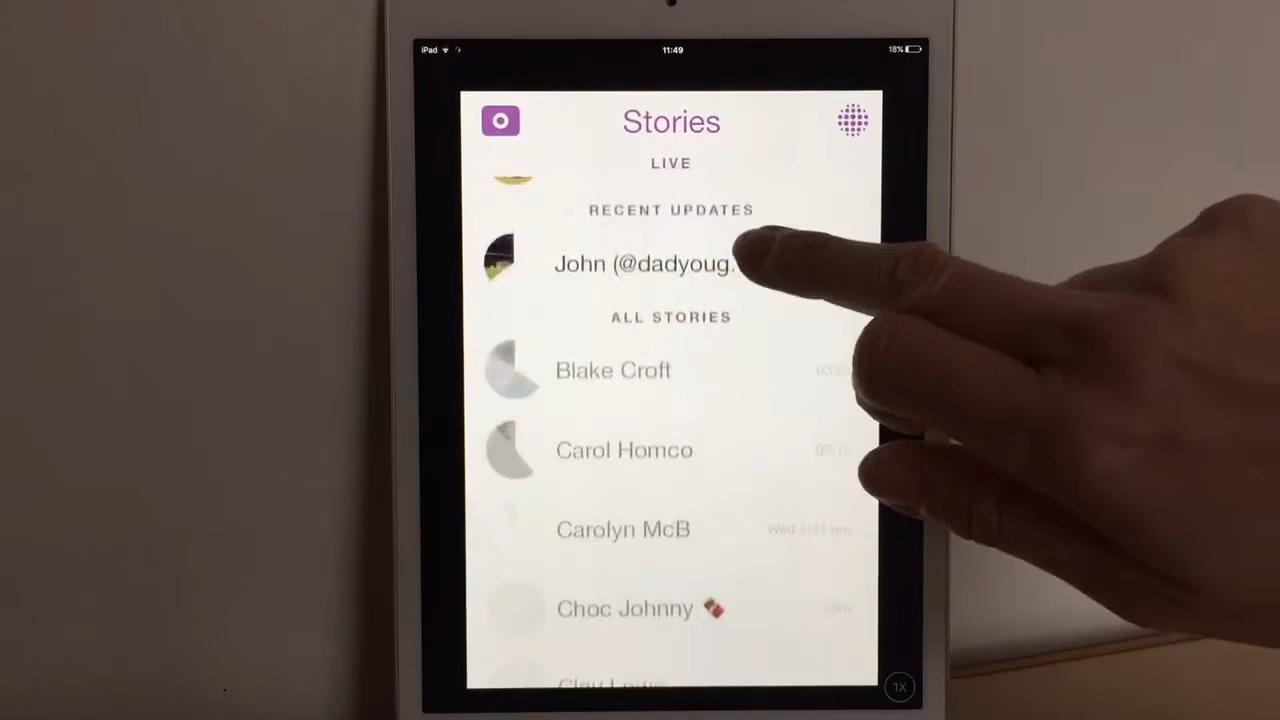 iPad 11:49 18%
Stories
LIVE
RECENT UPDATES
John (@dadyoug.
ALL STORIES
Blake Croft
Carol Homco
Carolyn McB Wed
Choc Johnny
1X